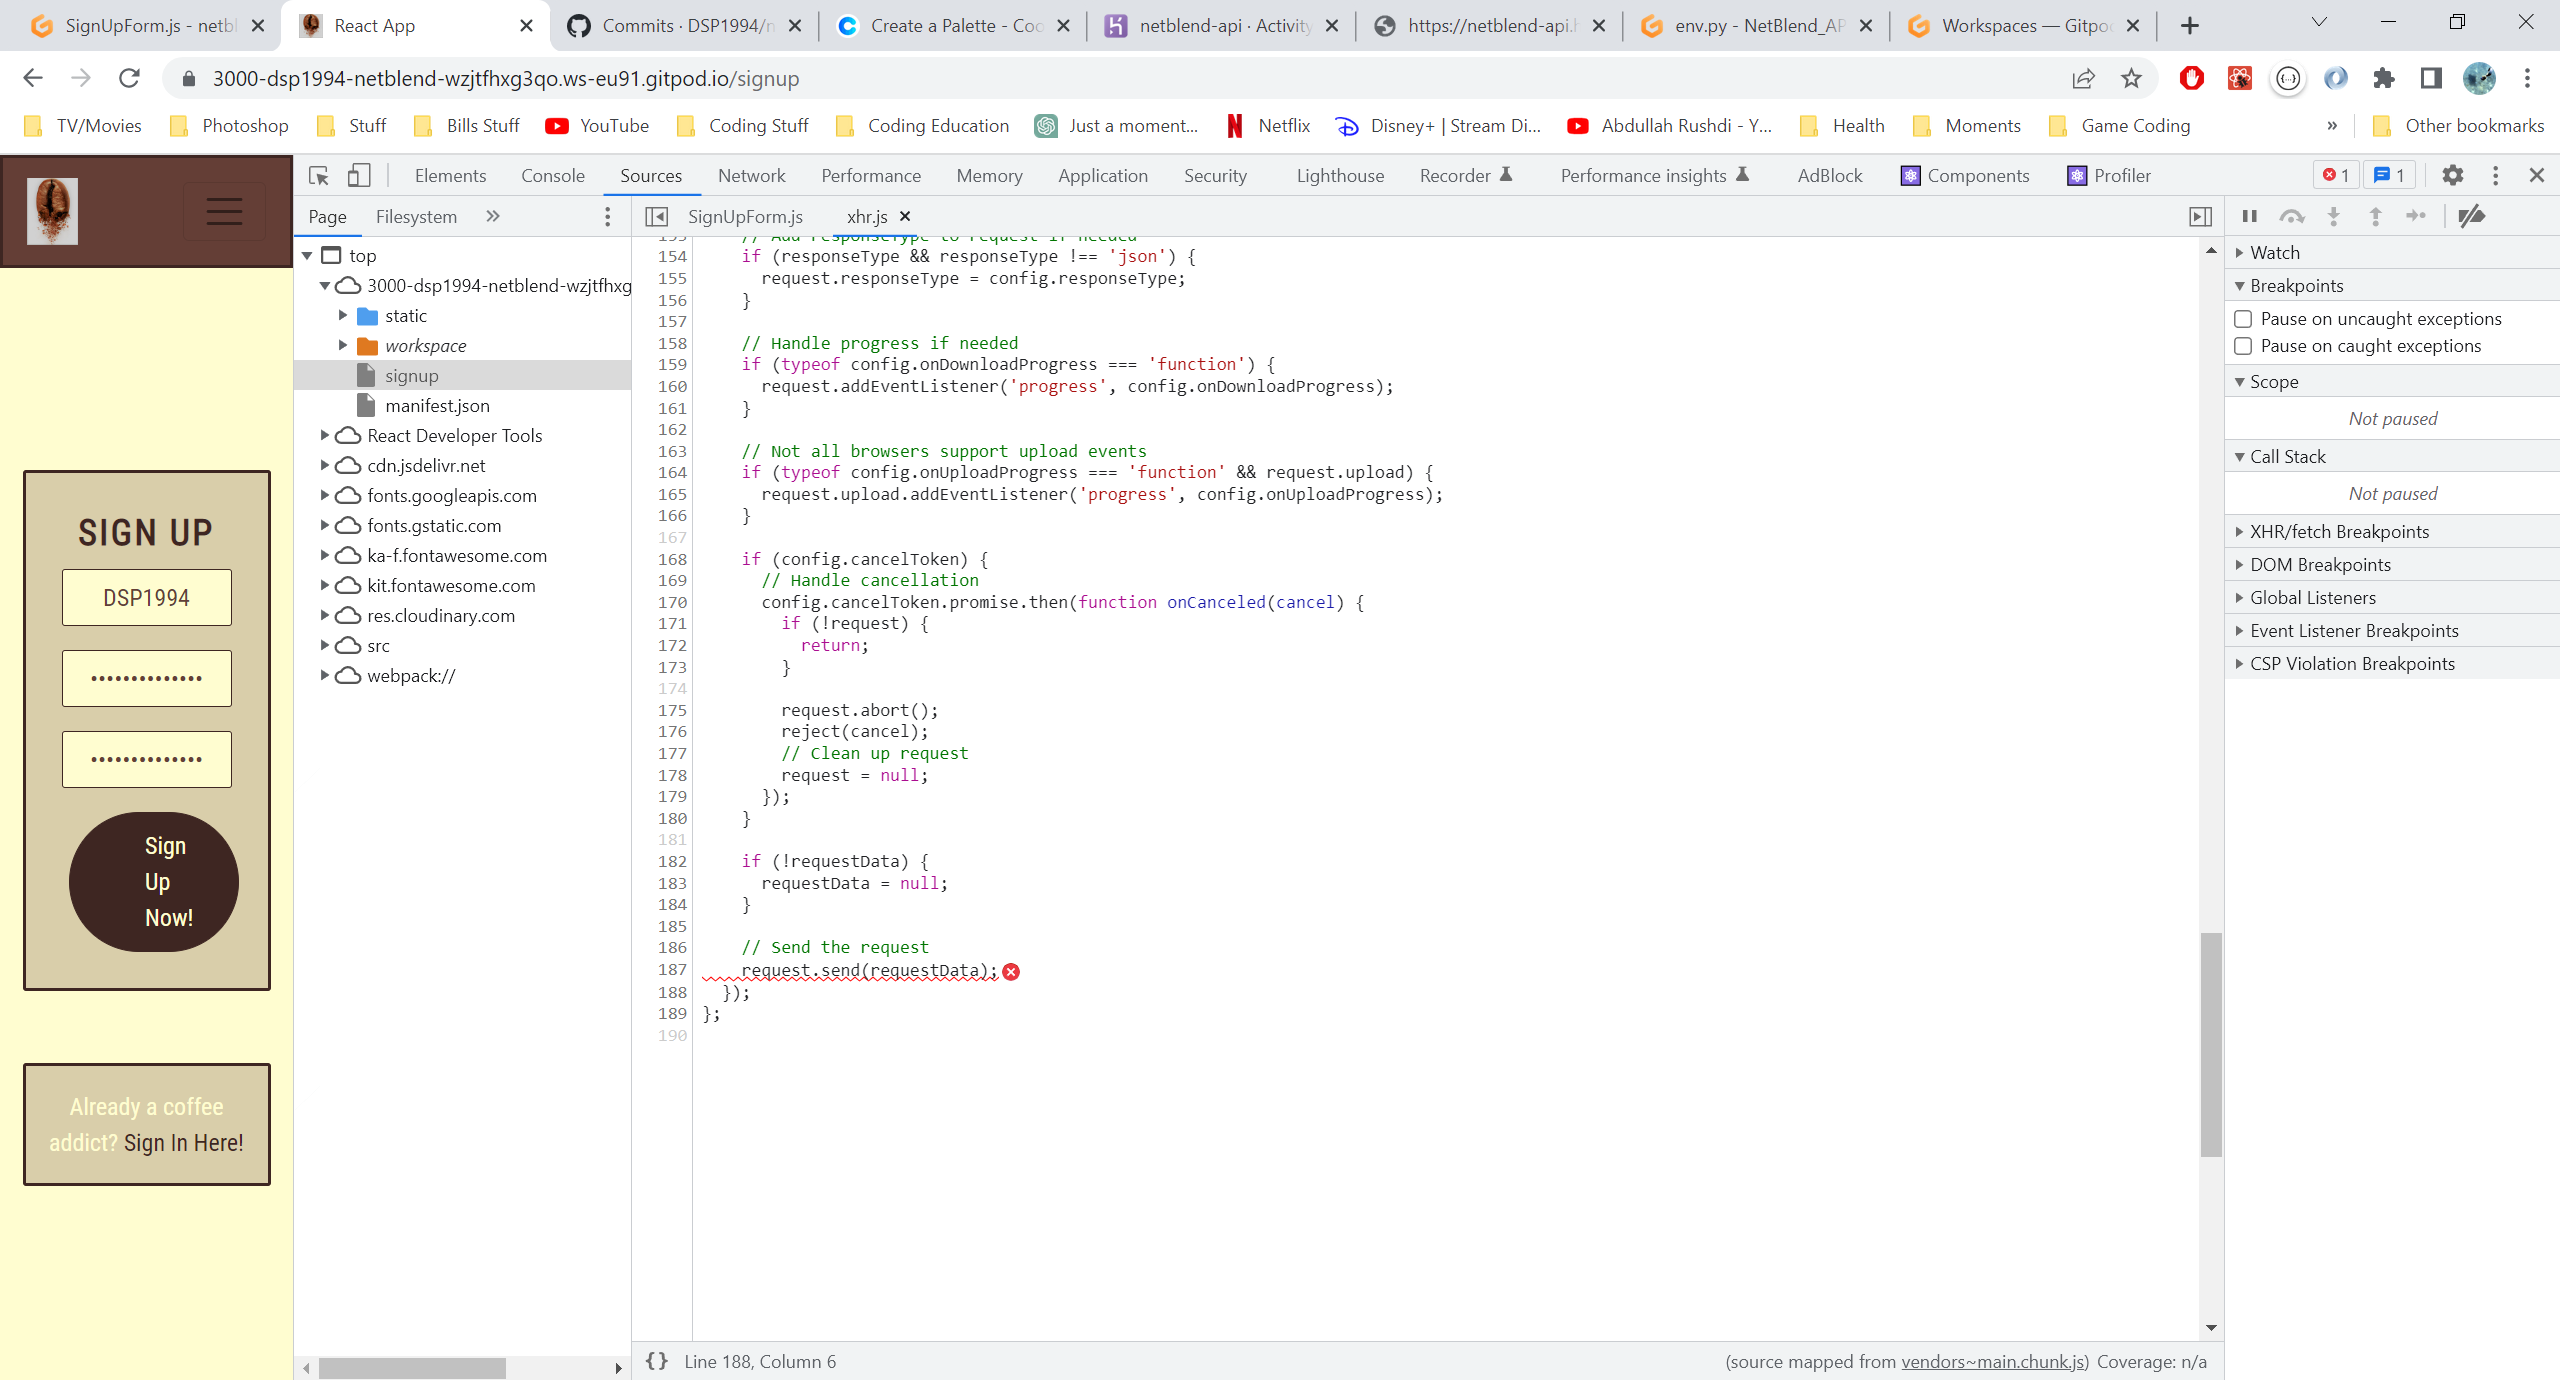 SignUpForm.js - netbl
React App
Commits · DSP1994/n
Create a Palette - Coo
netblend-api · Activity
https://netblend-api.h
env.py - NetBlend_AP
Workspaces — Gitpod
3000-dsp1994-netblend-wzjtfhxg3qo.ws-eu91.gitpod.io/signup
TV/Movies
Photoshop
Stuff
Bills Stuff
YouTube
Coding Stuff
Coding Education
Just a moment...
Netflix
Disney+ | Stream Di...
Abdullah Rushdi - Y...
Health
Moments
Game Coding
»
Other bookmarks
Elements
Console
Sources
Network
Performance
Memory
Application
Security
Lighthouse
Recorder
Performance insights
AdBlock
Components
Profiler
1
1
Page
Filesystem
»
SignUpForm.js
xhr.js
top
3000-dsp1994-netblend-wzjtfhxg
static
workspace
signup
manifest.json
React Developer Tools
cdn.jsdelivr.net
fonts.googleapis.com
fonts.gstatic.com
ka-f.fontawesome.com
kit.fontawesome.com
res.cloudinary.com
src
webpack://
SIGN UP
DSP1994
••••••••••••••
••••••••••••••
Sign
Up
Now!
Already a coffee
addict? Sign In Here!
153 // Add responseType to request if needed
154 if (responseType && responseType !== 'json') {
155 request.responseType = config.responseType;
156 }
157
158 // Handle progress if needed
159 if (typeof config.onDownloadProgress === 'function') {
160 request.addEventListener('progress', config.onDownloadProgress);
161 }
162
163 // Not all browsers support upload events
164 if (typeof config.onUploadProgress === 'function' && request.upload) {
165 request.upload.addEventListener('progress', config.onUploadProgress);
166 }
167
168 if (config.cancelToken) {
169 // Handle cancellation
170 config.cancelToken.promise.then(function onCanceled(cancel) {
171 if (!request) {
172 return;
173 }
174
175 request.abort();
176 reject(cancel);
177 // Clean up request
178 request = null;
179 });
180 }
181
182 if (!requestData) {
183 requestData = null;
184 }
185
186 // Send the request
187 request.send(requestData);
188 });
189 };
190
{} Line 188, Column 6
(source mapped from vendors~main.chunk.js) Coverage: n/a
Watch
Breakpoints
Pause on uncaught exceptions
Pause on caught exceptions
Scope
Not paused
Call Stack
Not paused
XHR/fetch Breakpoints
DOM Breakpoints
Global Listeners
Event Listener Breakpoints
CSP Violation Breakpoints